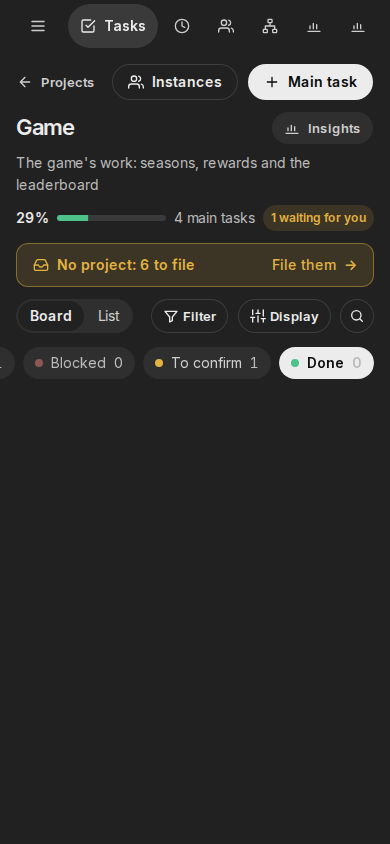 Tasks
Projects
Instances
Main task
Game
Insights
The game's work: seasons, rewards and the
leaderboard
29%
4 main tasks
1 waiting for you
No project: 6 to file
File them
Board
List
Filter
Display
Blocked 0
To confirm 1
Done 0